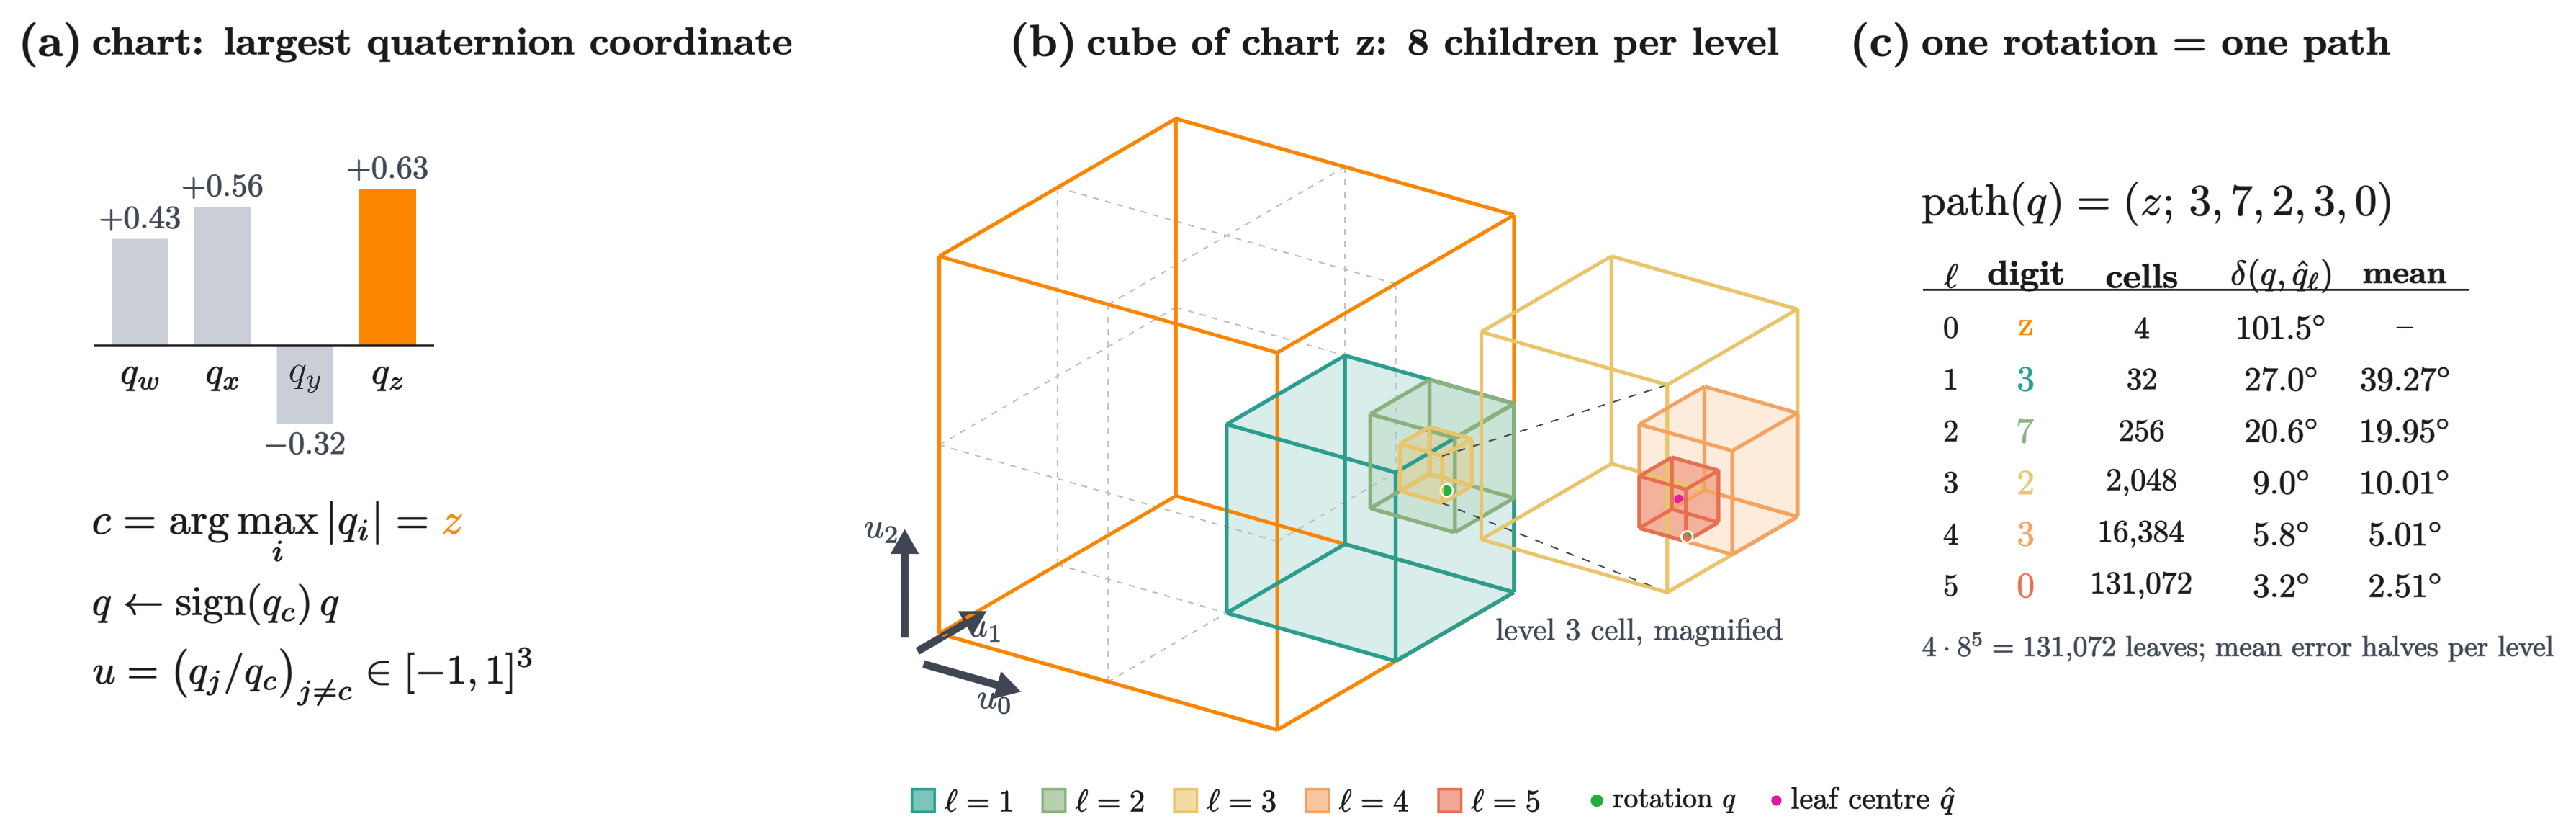 (a) chart: largest quaternion coordinate
+0.43
+0.56
+0.63
q_w
q_x
q_y
q_z
−0.32
c = arg max_i |q_i| = z
q ← sign(q_c) q
u = (q_j/q_c)_{j≠c} ∈ [−1, 1]³
(b) cube of chart z: 8 children per level
u₂
u₁
u₀
level 3 cell, magnified
ℓ = 1 ℓ = 2 ℓ = 3 ℓ = 4 ℓ = 5 rotation q leaf centre q̂
(c) one rotation = one path
path(q) = (z; 3, 7, 2, 3, 0)
ℓ digit cells δ(q, q̂_ℓ) mean
0 z 4 101.5° –
1 3 32 27.0° 39.27°
2 7 256 20.6° 19.95°
3 2 2,048 9.0° 10.01°
4 3 16,384 5.8° 5.01°
5 0 131,072 3.2° 2.51°
4 · 8⁵ = 131,072 leaves; mean error halves per level